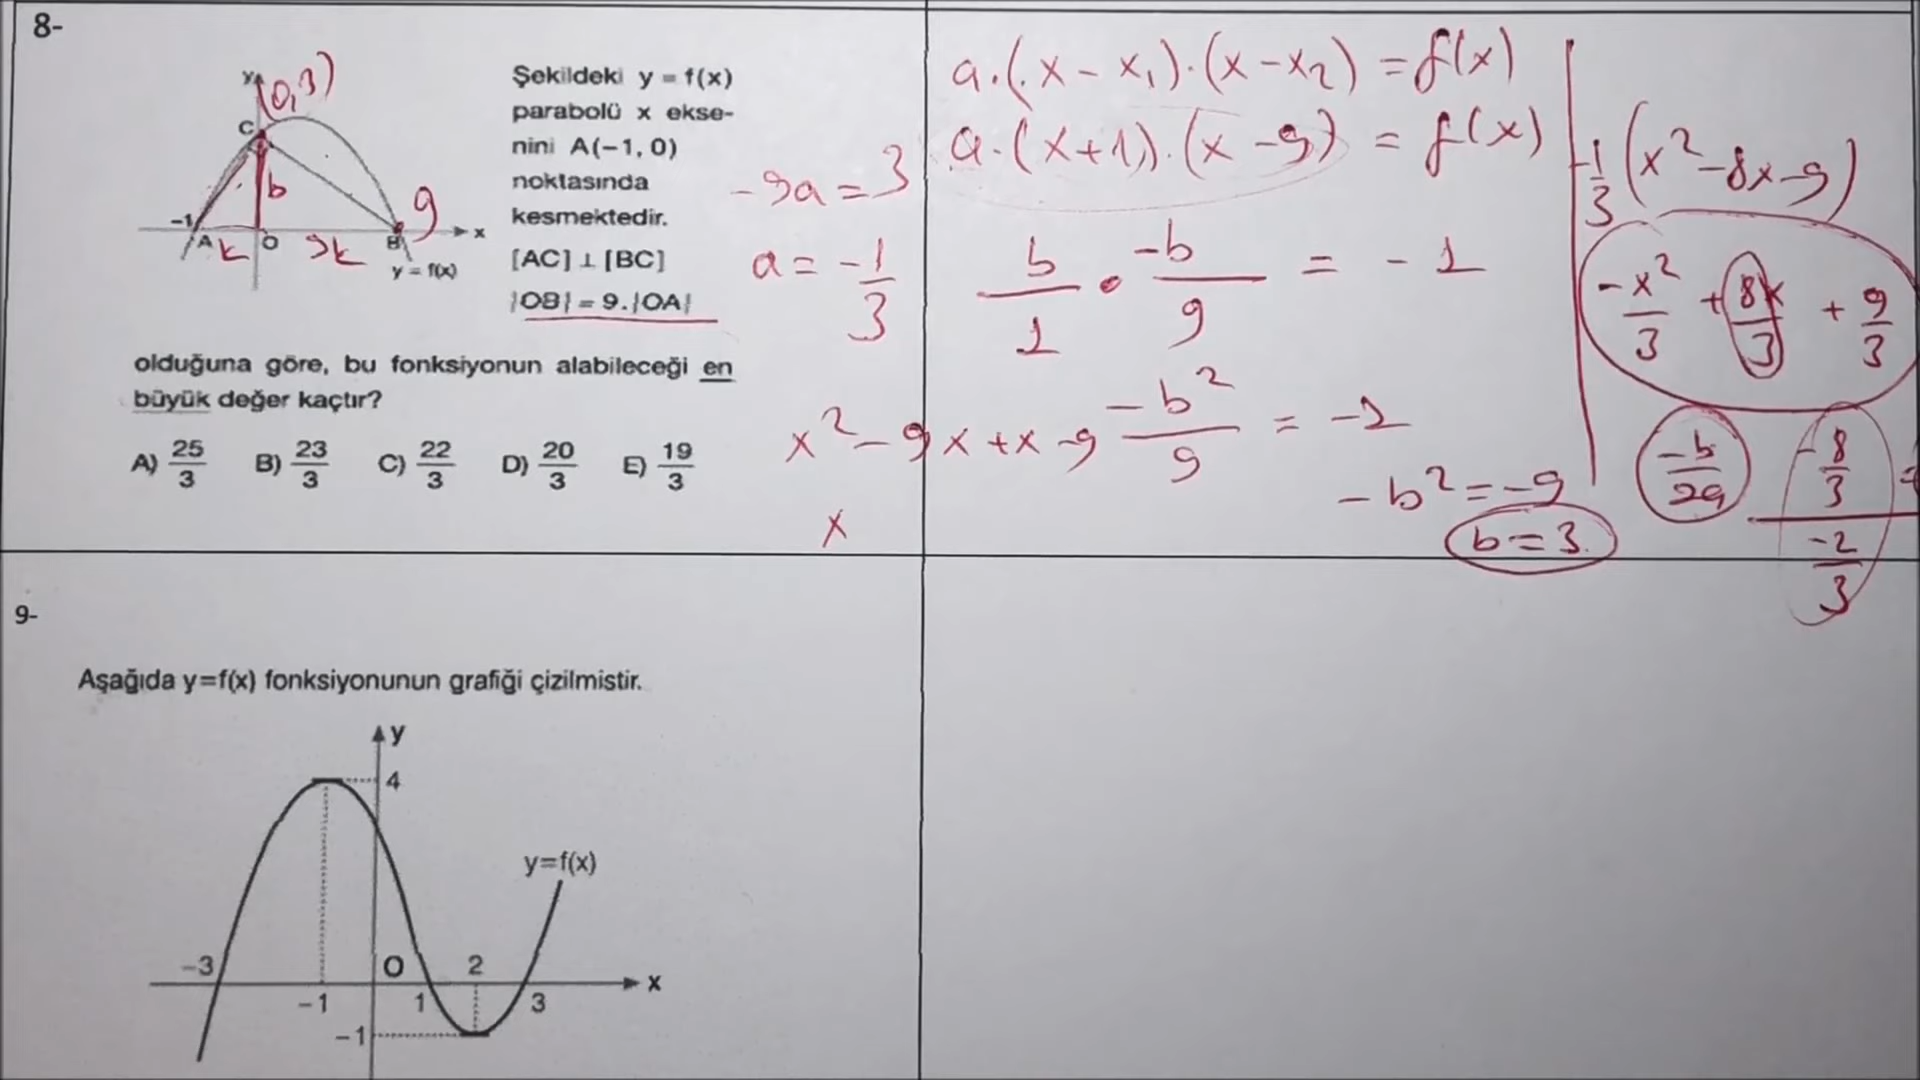 8-
y
(0,3)
C
b
-1
A
O
B
9
x
k
9k
y = f(x)
Şekildeki y = f(x)
parabolü x ekse-
nini A(−1, 0)
noktasında
kesmektedir.
[AC] ⊥ [BC]
|OB| = 9.|OA|
olduğuna göre, bu fonksiyonun alabileceği en
büyük değer kaçtır?
A) 25/3 B) 23/3 C) 22/3 D) 20/3 E) 19/3
a.(x-x₁).(x-x₂) = f(x)
a.(x+1).(x-9) = f(x)
-9a = 3
a = -1/3
b/1 . -b/9 = -1
-b²/9 = -1
x²-9x+x-9
x
-b² = -9
b = 3
-1/3 (x²-8x-9)
-x²/3 + 8x/3 + 9/3
-b/2a
-8/3
-2/3
=
9-
Aşağıda y=f(x) fonksiyonunun grafiği çizilmistir.
y
4
y=f(x)
-3
O
2
x
-1
1
3
-1